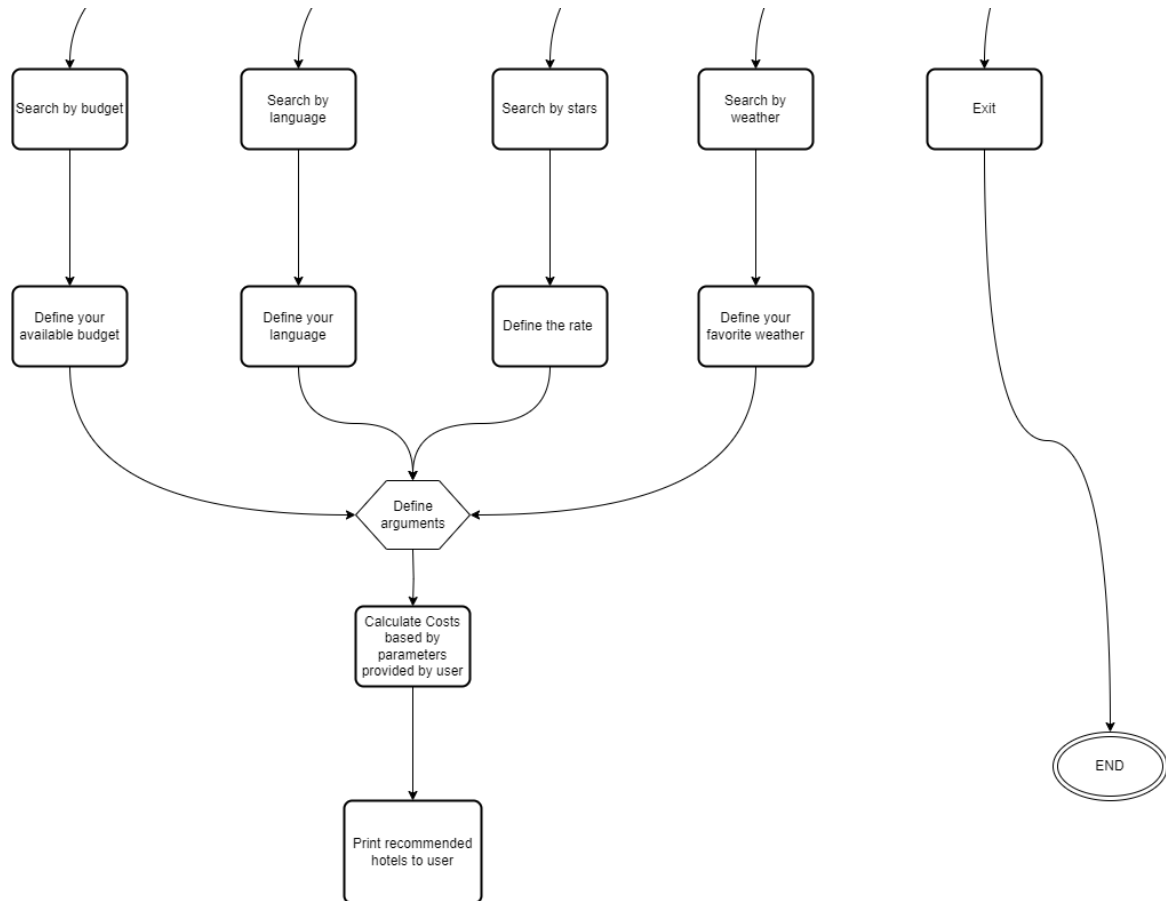 Search by budget
Search by
language
Search by stars
Search by
weather
Exit
Define your
available budget
Define your
language
Define the rate
Define your
favorite weather
Define
arguments
Calculate Costs
based by
parameters
provided by user
END
Print recommended
hotels to user